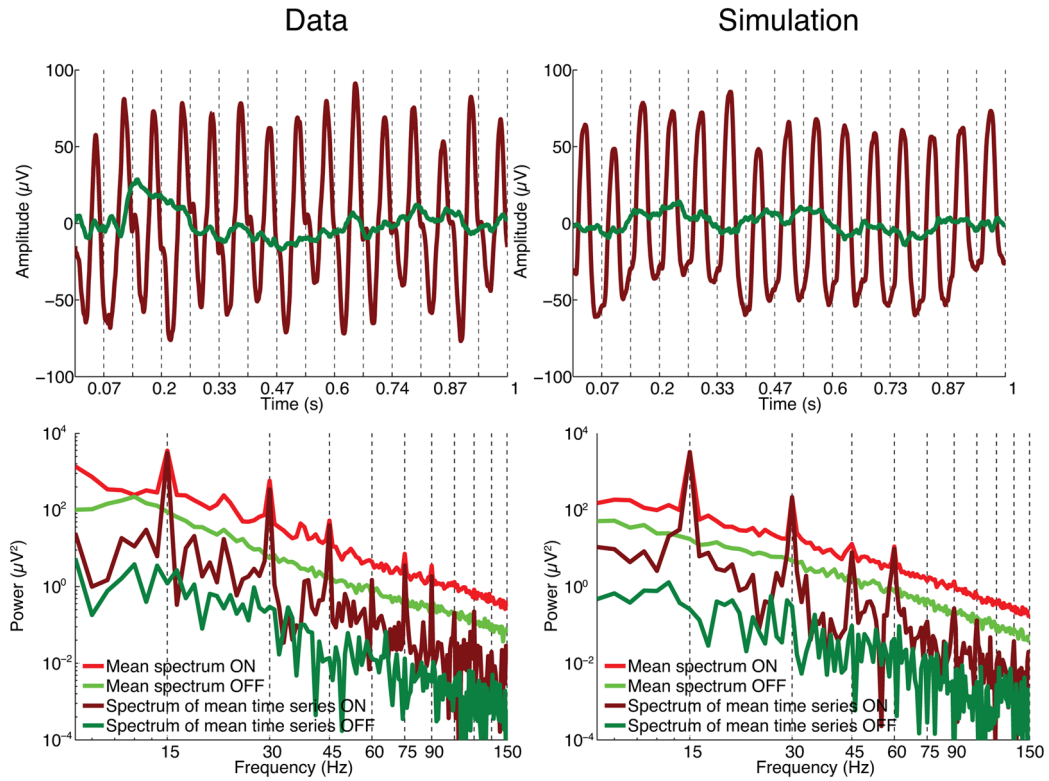 Data
Simulation
100
50
0
−50
−100
Amplitude (µV)
0.07 0.2 0.33 0.47 0.6 0.74 0.87 1
Time (s)
100
50
0
−50
−100
Amplitude (µV)
0.07 0.2 0.33 0.47 0.6 0.73 0.87 1
Time (s)
10⁴
10²
10⁰
10⁻²
10⁻⁴
Power (µV²)
Mean spectrum ON
Mean spectrum OFF
Spectrum of mean time series ON
Spectrum of mean time series OFF
15 30 45 60 75 90 150
Frequency (Hz)
10⁴
10²
10⁰
10⁻²
10⁻⁴
Power (µV²)
Mean spectrum ON
Mean spectrum OFF
Spectrum of mean time series ON
Spectrum of mean time series OFF
15 30 45 60 75 90 150
Frequency (Hz)